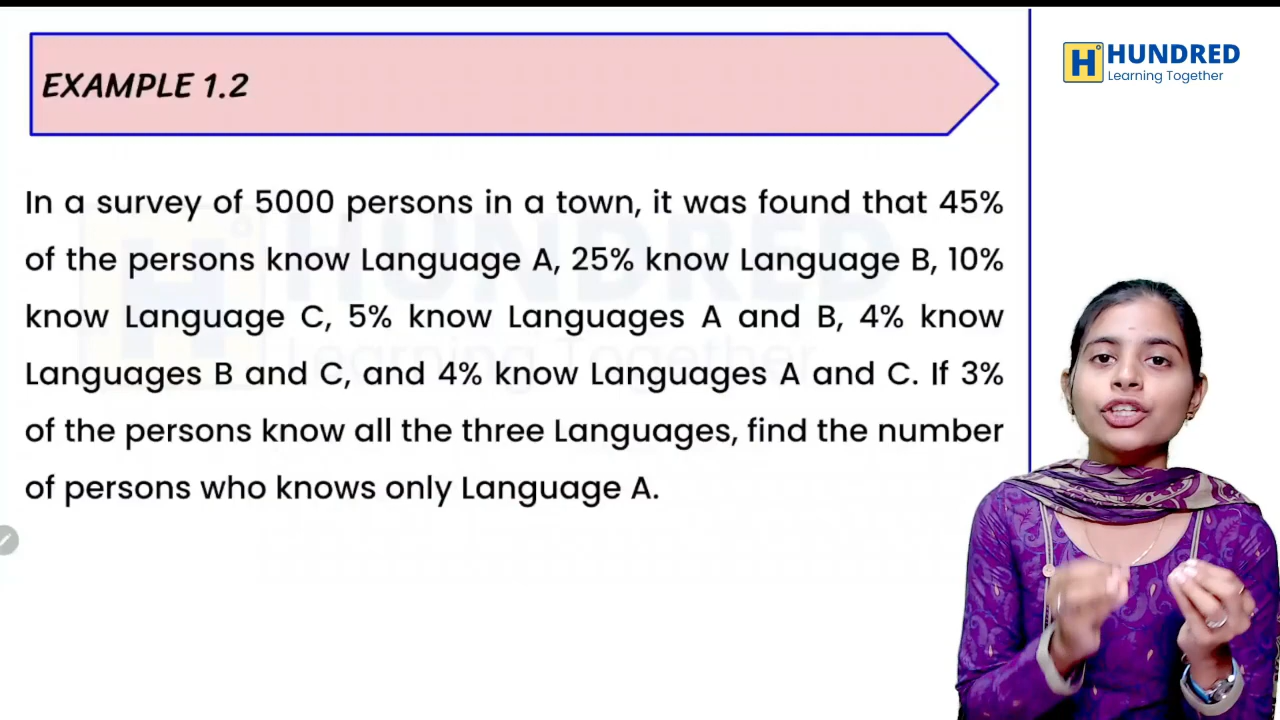 EXAMPLE 1.2
HUNDRED
Learning Together
In a survey of 5000 persons in a town, it was found that 45%
of the persons know Language A, 25% know Language B, 10%
know Language C, 5% know Languages A and B, 4% know
Languages B and C, and 4% know Languages A and C. If 3%
of the persons know all the three Languages, find the number
of persons who knows only Language A.